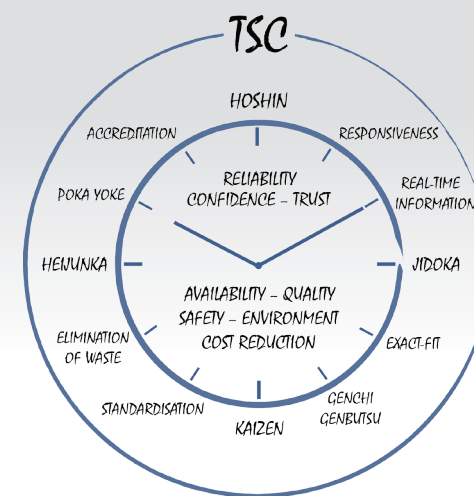 TSC
HOSHIN
ACCREDITATION
RESPONSIVENESS
RELIABILITY
CONFIDENCE – TRUST
POKA YOKE
REAL-TIME
INFORMATION
HEIJUNKA
JIDOKA
AVAILABILITY – QUALITY
SAFETY – ENVIRONMENT
COST REDUCTION
ELIMINATION
OF WASTE
EXACT-FIT
STANDARDISATION
GENCHI
GENBUTSU
KAIZEN